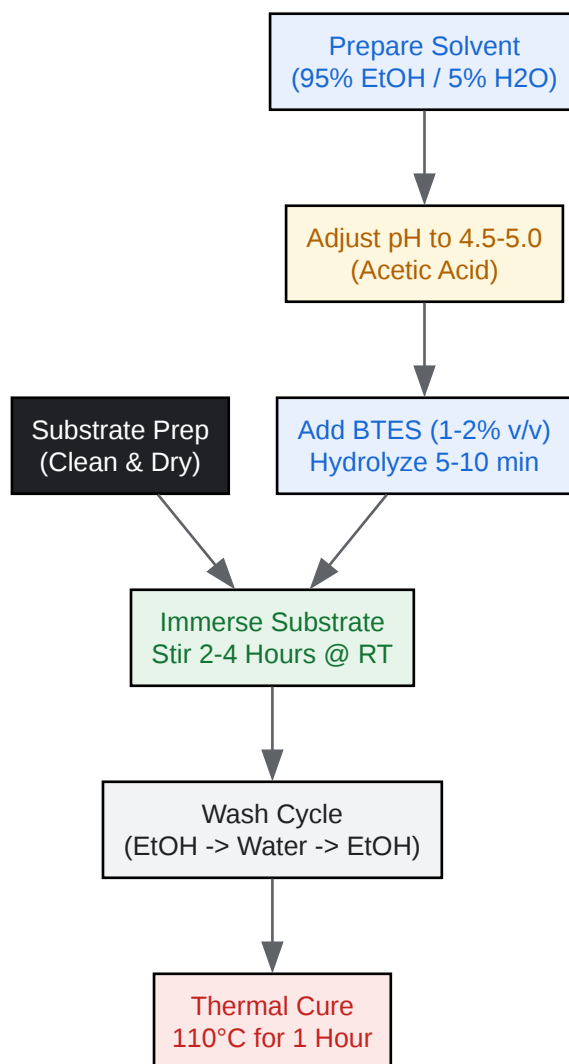 Prepare Solvent
(95% EtOH / 5% H2O)
Adjust pH to 4.5-5.0
(Acetic Acid)
Substrate Prep
(Clean & Dry)
Add BTES (1-2% v/v)
Hydrolyze 5-10 min
Immerse Substrate
Stir 2-4 Hours @ RT
Wash Cycle
(EtOH -> Water -> EtOH)
Thermal Cure
110°C for 1 Hour